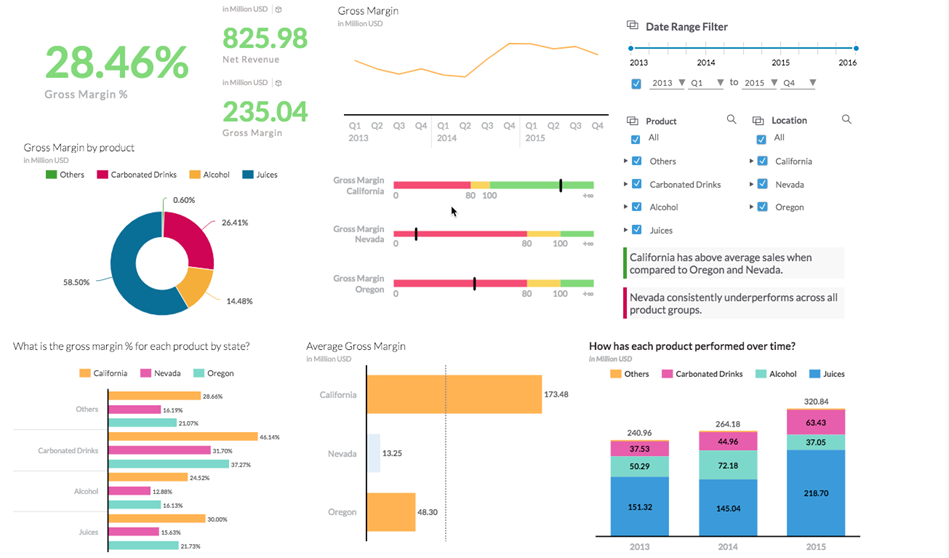 28.46%
Gross Margin %
in Million USD
825.98
Net Revenue
in Million USD
235.04
Gross Margin
Gross Margin
in Million USD
Q1 Q2 Q3 Q4 Q1 Q2 Q3 Q4 Q1 Q2 Q3 Q4
2013 2014 2015
Date Range Filter
2013 2014 2015 2016
2013 Q1 to 2015 Q4
Product
All
Others
Carbonated Drinks
Alcohol
Juices
Location
All
California
Nevada
Oregon
California has above average sales when
compared to Oregon and Nevada.
Nevada consistently underperforms across all
product groups.
Gross Margin by product
in Million USD
Others Carbonated Drinks Alcohol Juices
0.60%
26.41%
14.48%
58.50%
Gross Margin
California
0 80 100 +∞
Gross Margin
Nevada
0 80 100 +∞
Gross Margin
Oregon
0 80 100 +∞
What is the gross margin % for each product by state?
California Nevada Oregon
Others
28.66%
16.19%
21.07%
Carbonated Drinks
46.14%
31.70%
37.27%
Alcohol
24.52%
12.88%
16.13%
Juices
30.00%
15.63%
21.73%
Average Gross Margin
in Million USD
California 173.48
Nevada 13.25
Oregon 48.30
How has each product performed over time?
in Million USD
Others Carbonated Drinks Alcohol Juices
240.96
37.53
50.29
151.32
264.18
44.96
72.18
145.04
320.84
63.43
37.05
218.70
2013 2014 2015